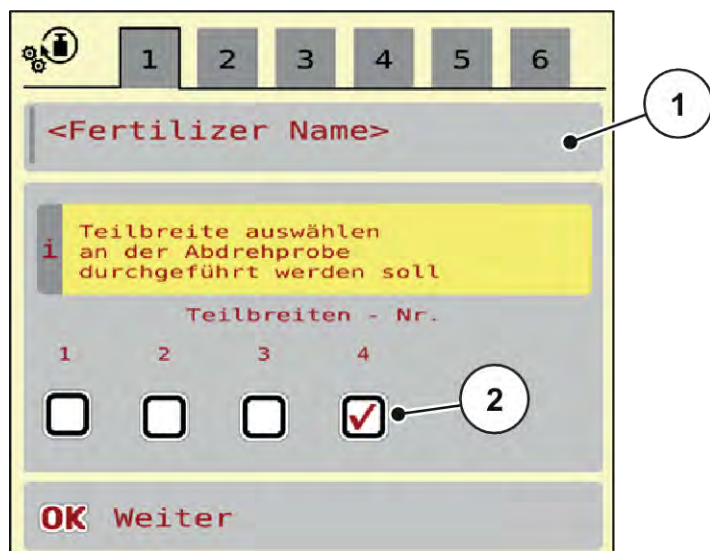 1 2 3 4 5 6
<Fertilizer Name>
1
i
Teilbreite auswählen
an der Abdrehprobe
durchgeführt werden soll
Teilbreiten - Nr.
1 2 3 4
2
OK Weiter